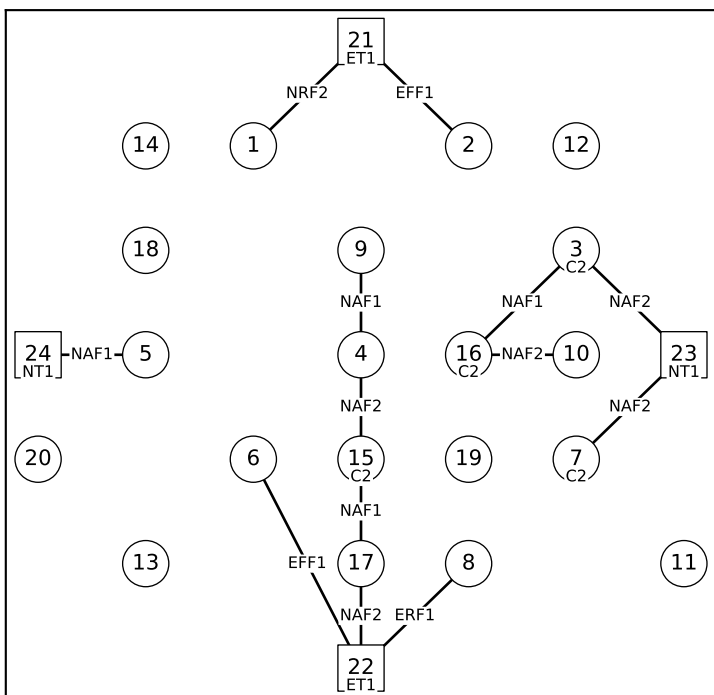 21
ET1
NRF2 EFF1
14 1 2 12
18 9 3
C2
NAF1 NAF1 NAF2
24 NAF1 5 4 16 NAF2 10 23
NT1 C2 NT1
NAF2 NAF2
20 6 15 19 7
C2 C2
NAF1
13 EFF1 17 8 11
NAF2 ERF1
22
ET1